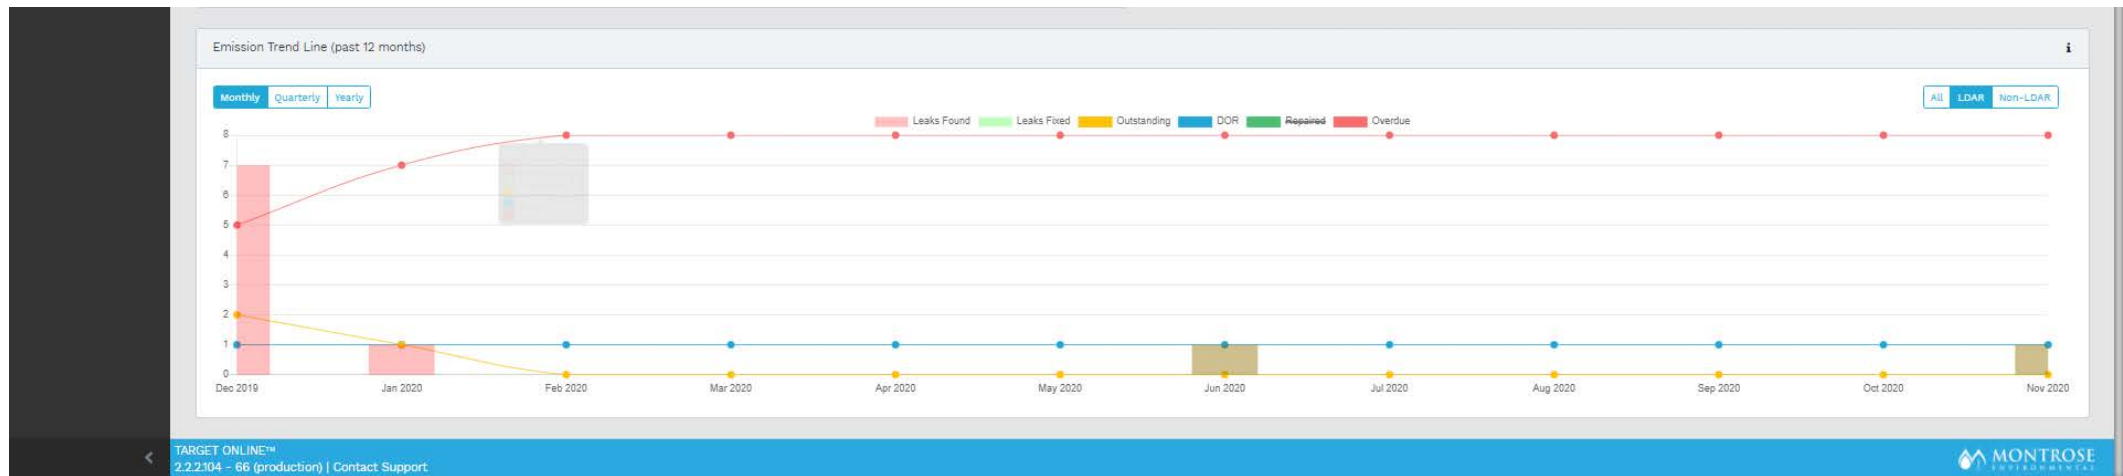 Emission Trend Line (past 12 months)
i
Monthly Quarterly Yearly
All LDAR Non-LDAR
Leaks Found Leaks Fixed Outstanding DOR Repaired Overdue
8
7
6
5
4
3
2
1
0
Dec 2019 Jan 2020 Feb 2020 Mar 2020 Apr 2020 May 2020 Jun 2020 Jul 2020 Aug 2020 Sep 2020 Oct 2020 Nov 2020
TARGET ONLINE™
2.2.2.104 - 66 (production) | Contact Support
MONTROSE
ENVIRONMENTAL